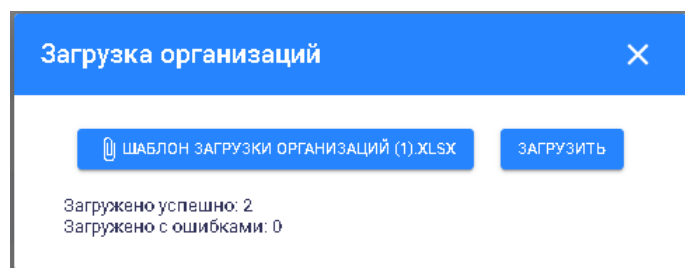 Загрузка организаций
ШАБЛОН ЗАГРУЗКИ ОРГАНИЗАЦИЙ (1).XLSX
ЗАГРУЗИТЬ
Загружено успешно: 2
Загружено с ошибками: 0